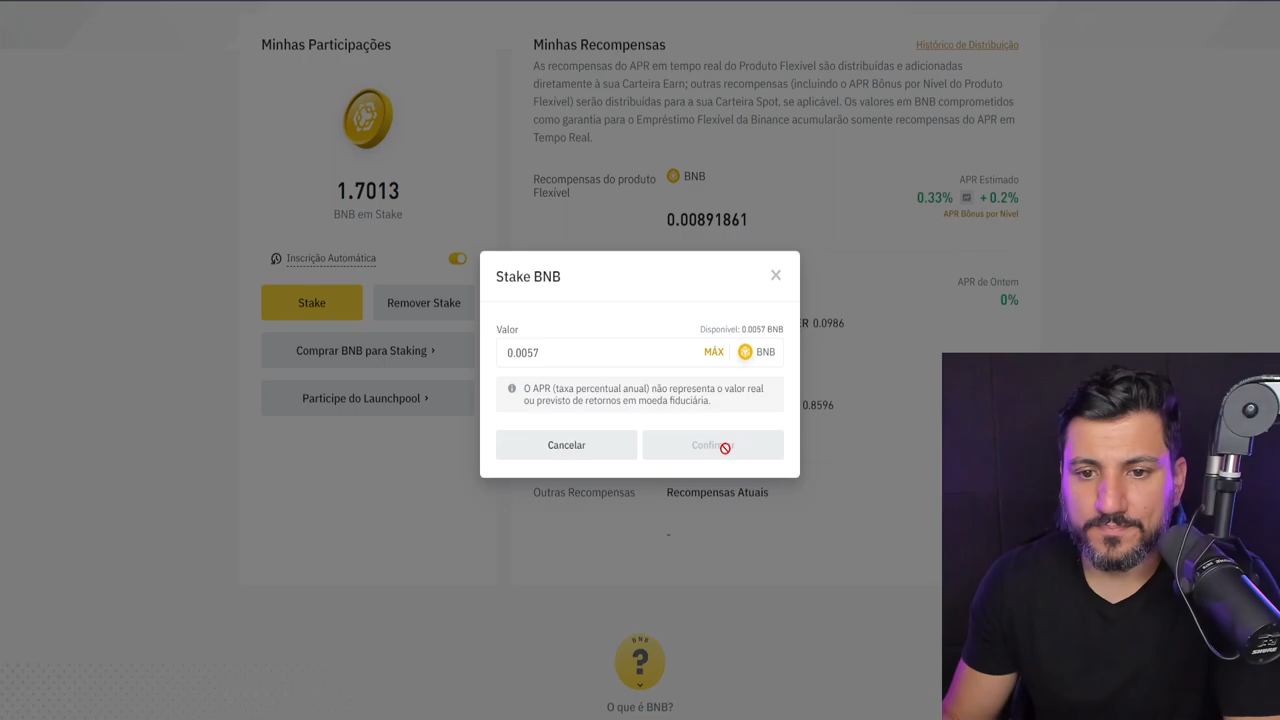 Minhas Participações
1.7013
BNB em Stake
Inscrição Automática
Stake
Remover Stake
Comprar BNB para Staking ›
Participe do Launchpool ›
Minhas Recompensas
Histórico de Distribuição
As recompensas do APR em tempo real do Produto Flexível são distribuídas e adicionadas
diretamente à sua Carteira Earn; outras recompensas (incluindo o APR Bônus por Nível do Produto
Flexível) serão distribuídas para a sua Carteira Spot, se aplicável. Os valores em BNB comprometidos
como garantia para o Empréstimo Flexível da Binance acumularão somente recompensas do APR em
Tempo Real.
Recompensas do produto
Flexível
BNB
0.00891861
APR Estimado
0.33% + 0.2%
APR Bônus por Nível
APR de Ontem
0%
ER 0.0986
0.8596
Stake BNB
Valor
Disponível: 0.0057 BNB
0.0057
MÁX
BNB
O APR (taxa percentual anual) não representa o valor real
ou previsto de retornos em moeda fiduciária.
Cancelar
Outras Recompensas
Recompensas Atuais
-
BNB
O que é BNB?
SHURE